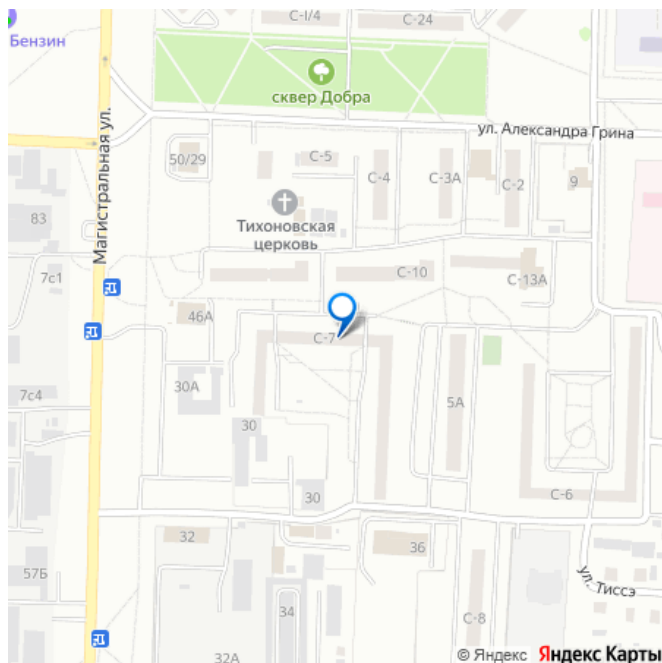 С-1/4
С-24
Бензин
сквер Добра
ул. Александра Грина
Магистральная ул.
50/29
С-5
С-4
С-3А
С-2
9
83
Тихоновская
церковь
7с1
С-10
С-13А
46А
С-7
30А
7с4
5А
30
30
С-6
32
36
57Б
ул. Тиссэ
34
С-8
32А
© Яндекс Яндекс Карты